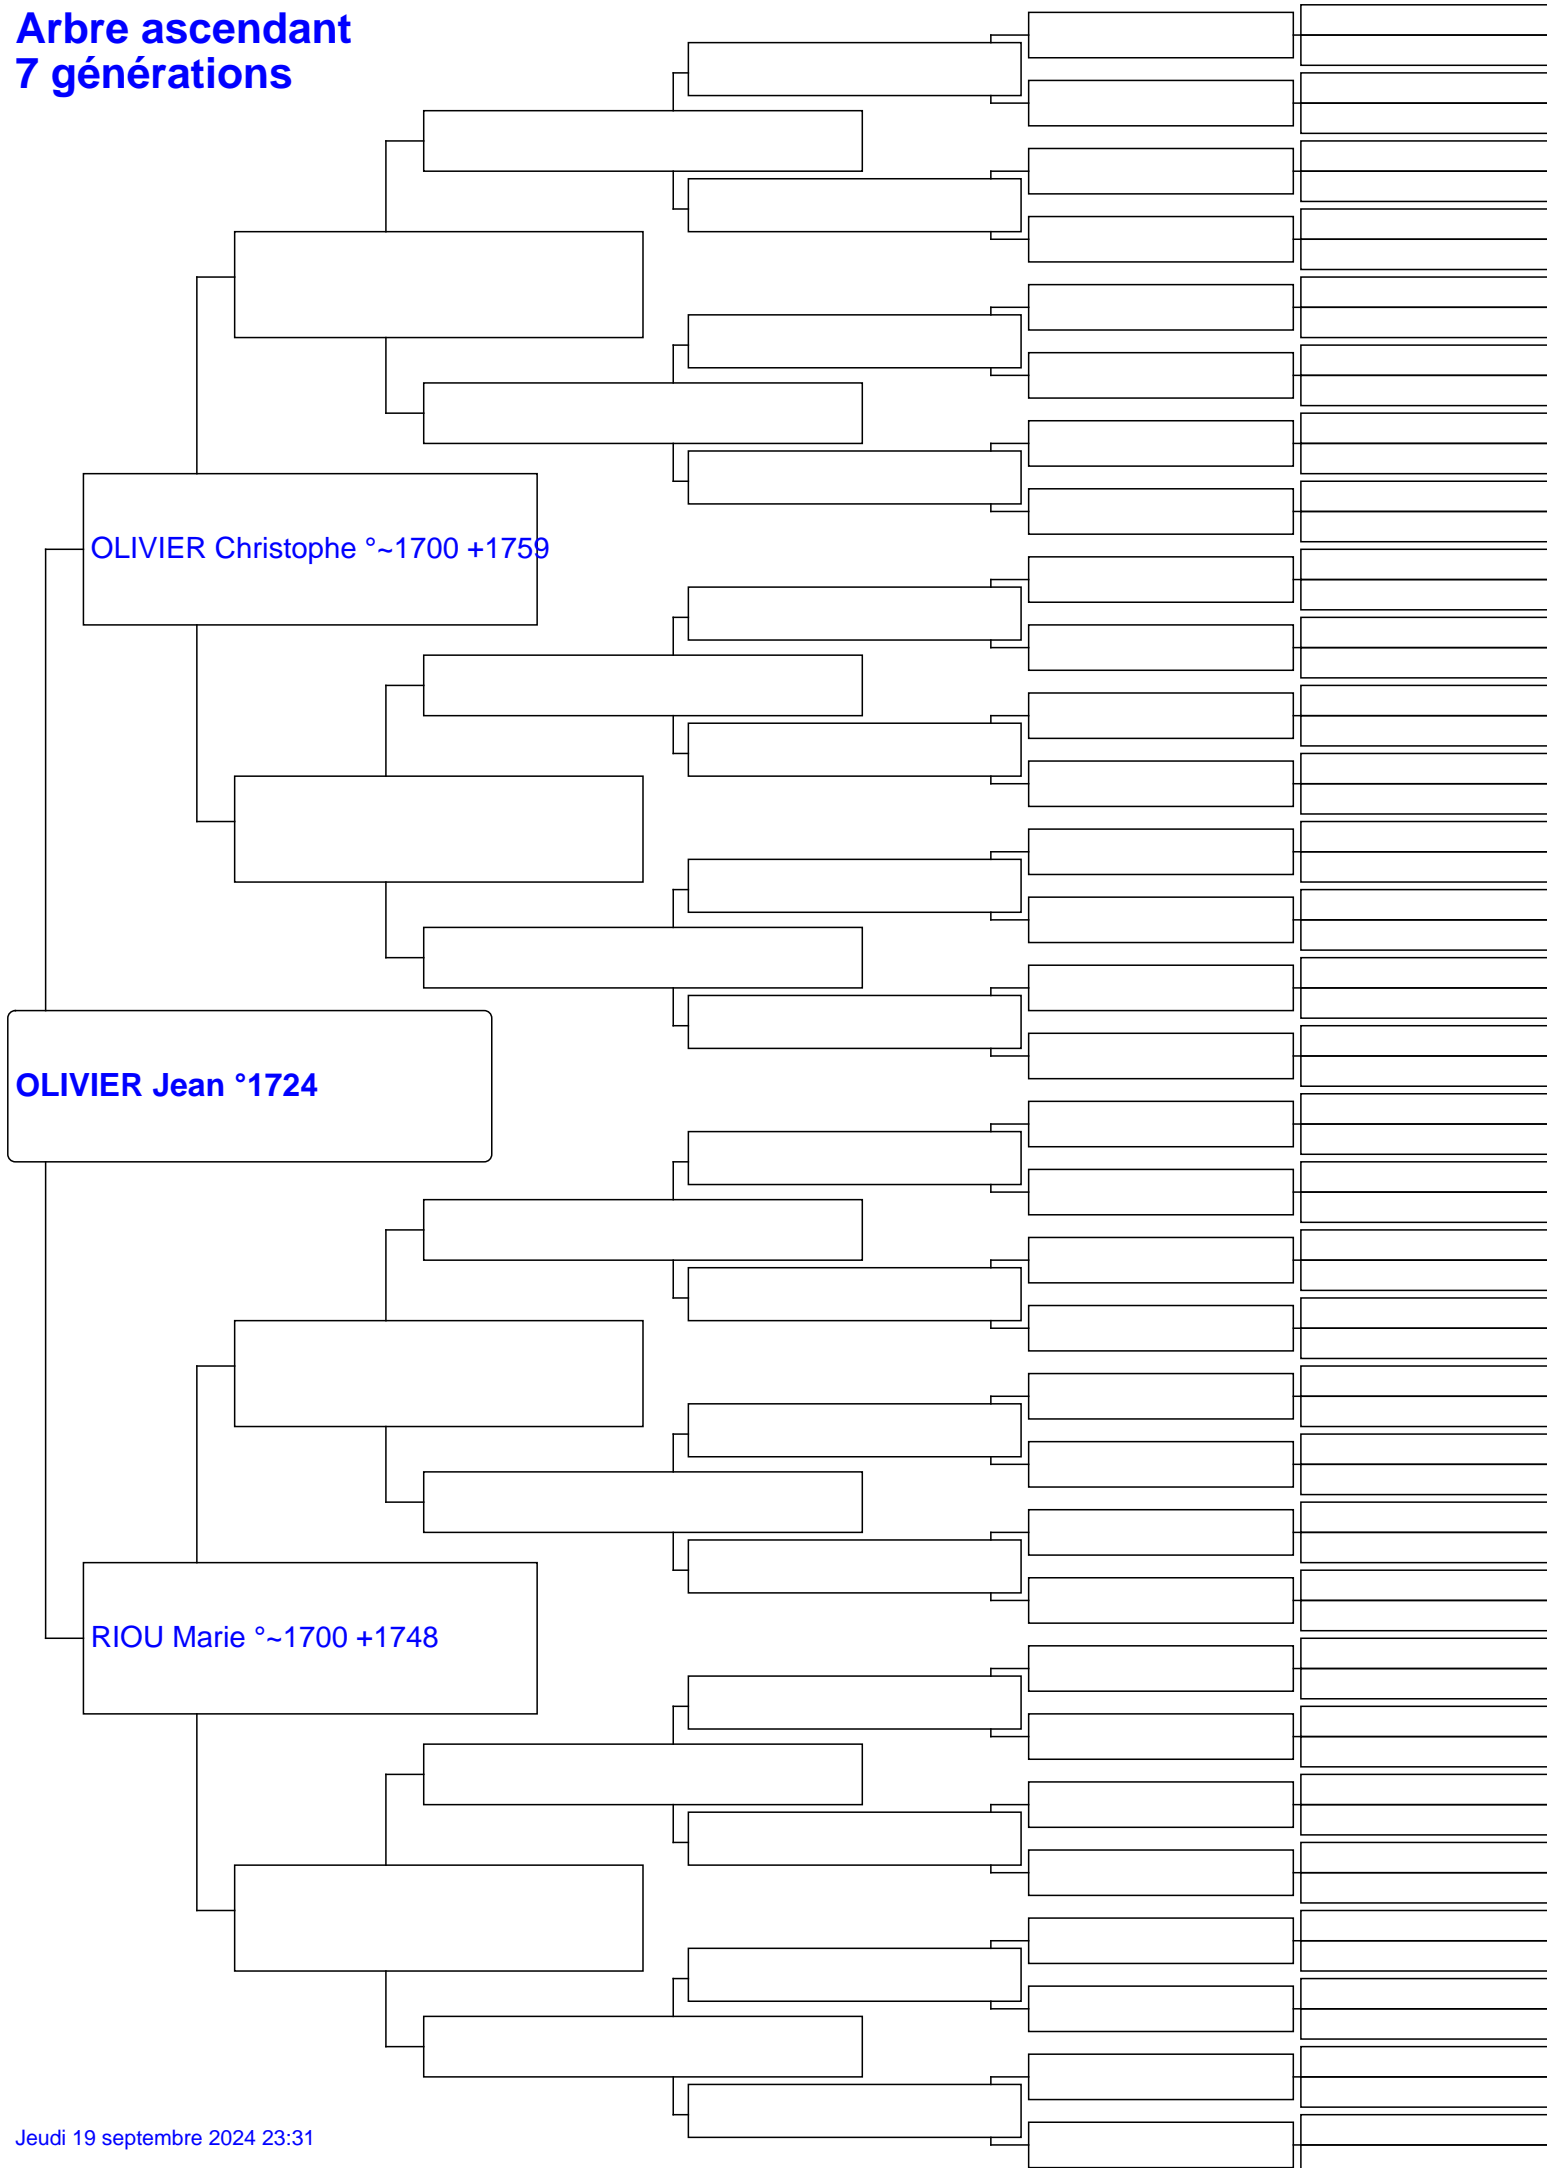 Arbre ascendant
7 générations
OLIVIER Christophe °~1700 +1759
OLIVIER Jean °1724
RIOU Marie °~1700 +1748
Jeudi 19 septembre 2024 23:31